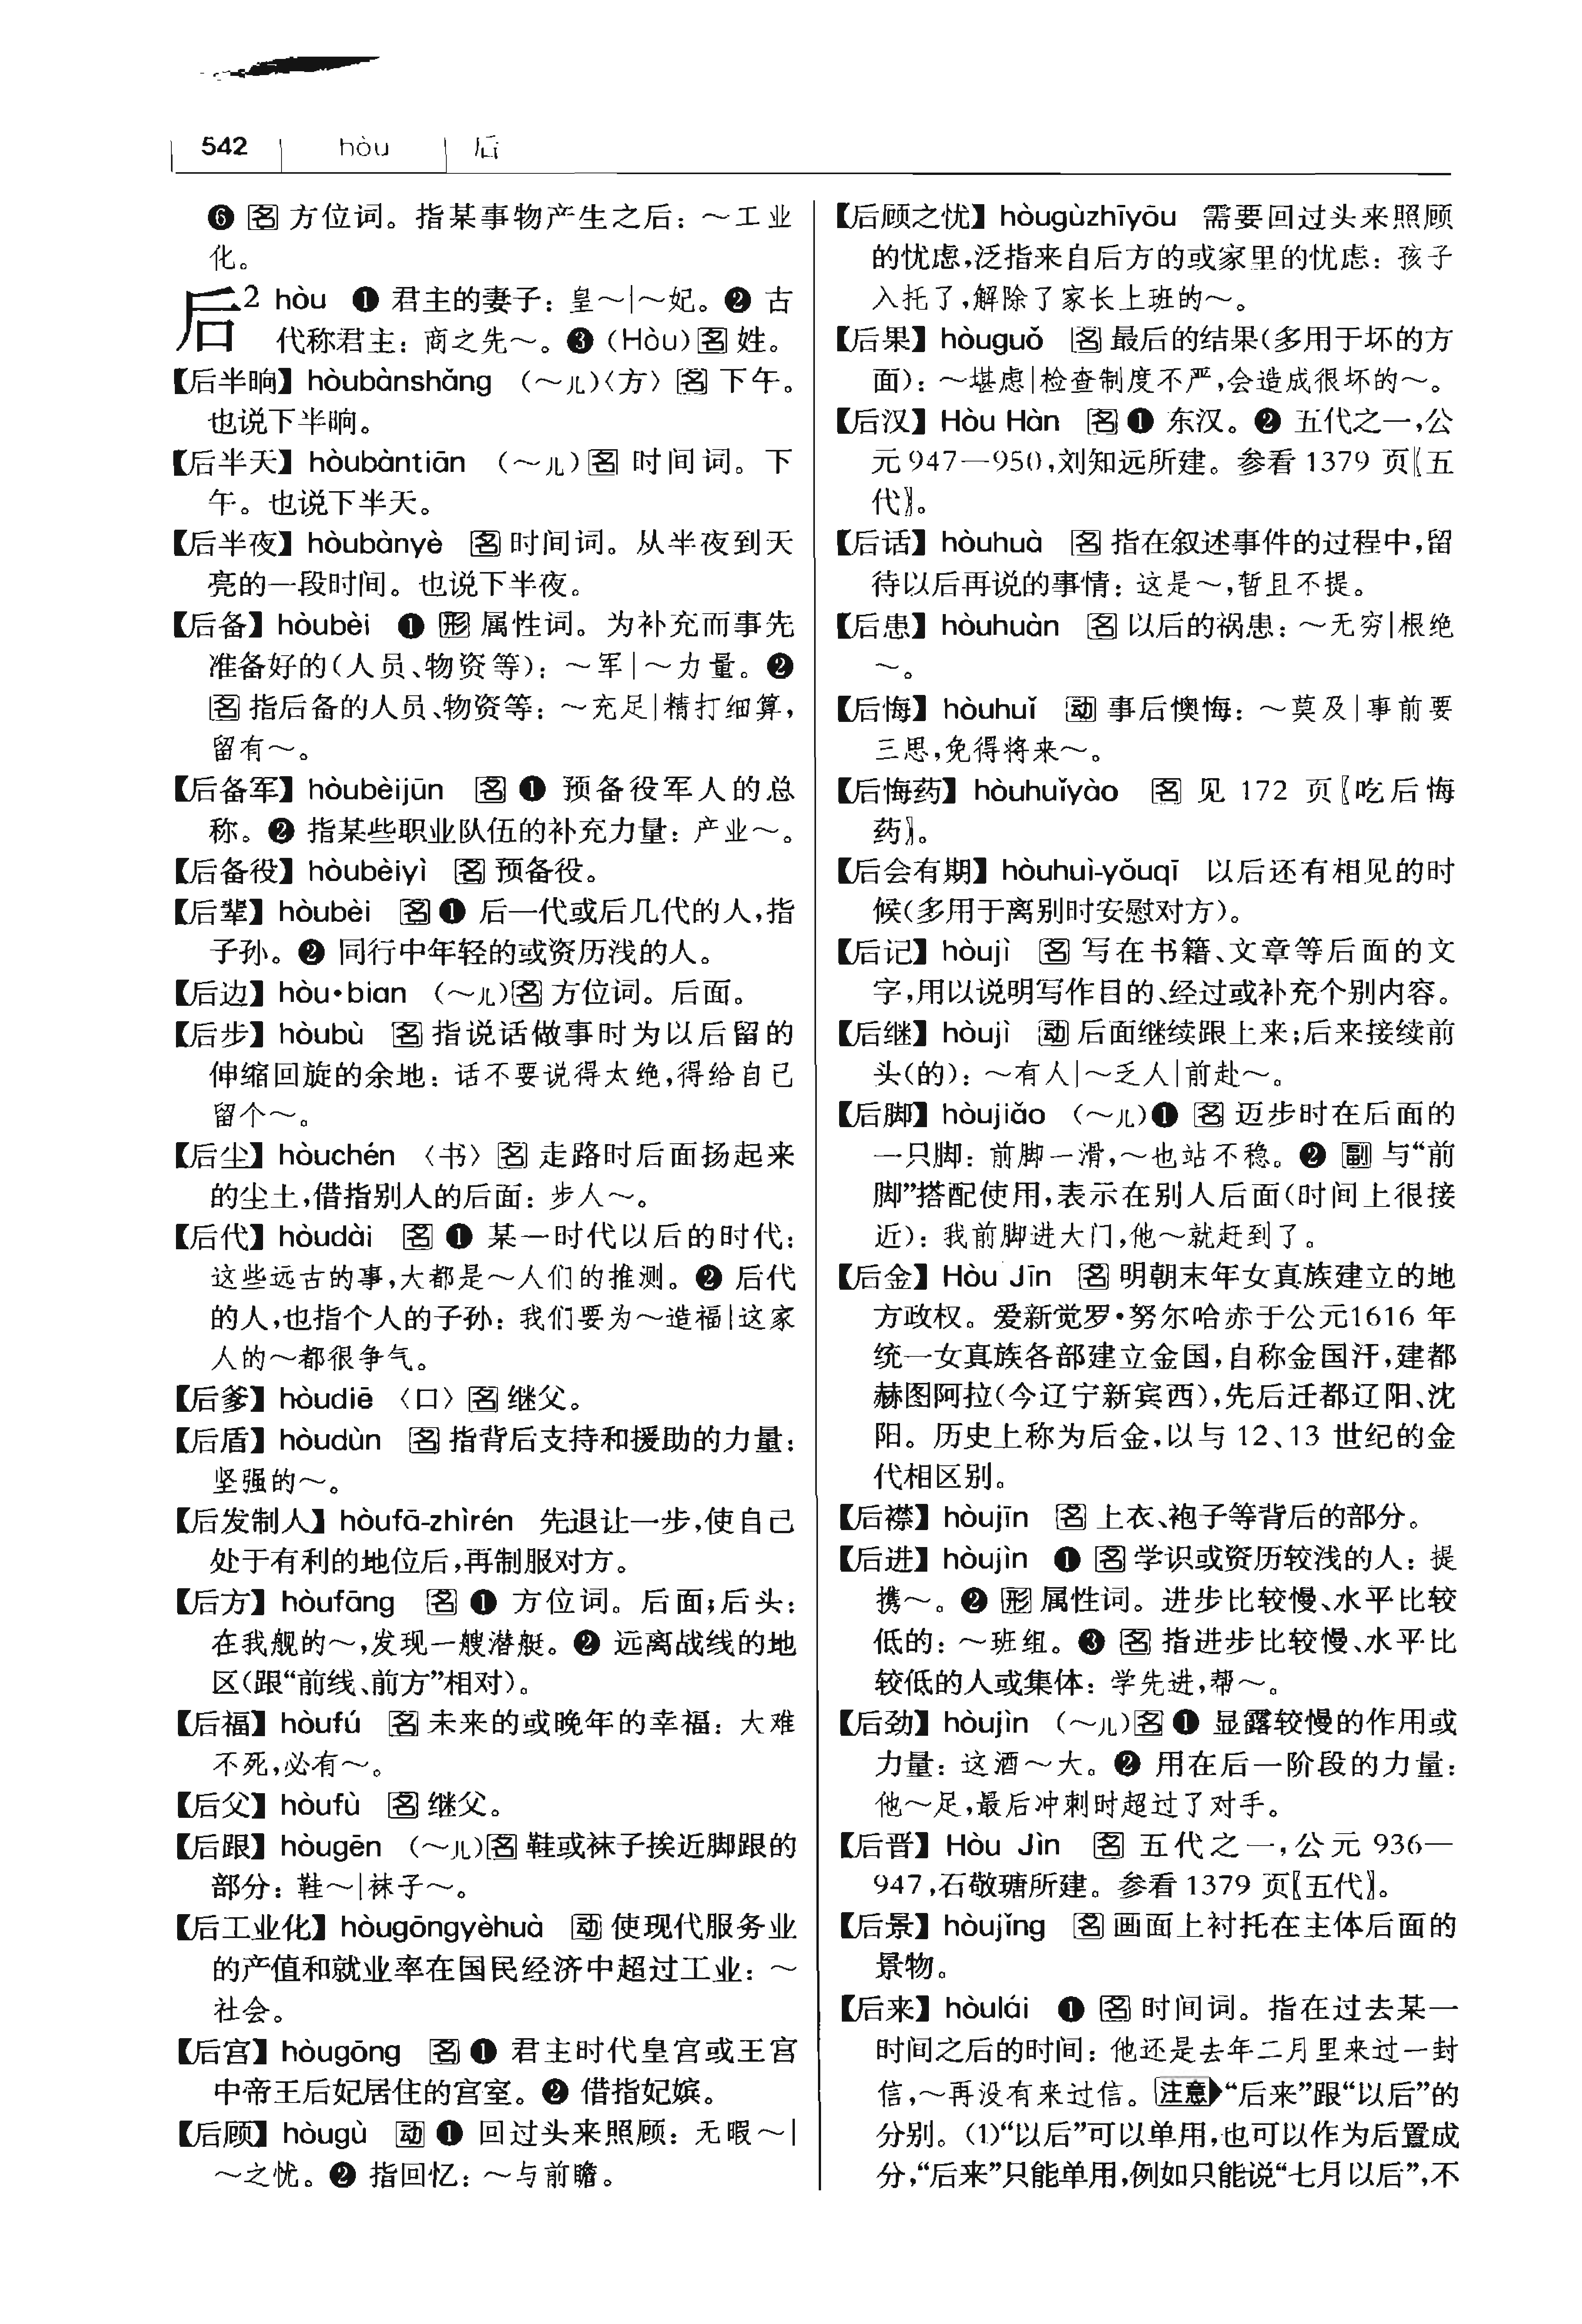 542 hòu 后
❻ 名 方位词。指某事物产生之后：～工业
化。
后² hòu ❶ 君主的妻子：皇～|～妃。❷ 古
代称君主：商之先～。❸ (Hòu) 名 姓。
【后半晌】hòubànshǎng （～儿）〈方〉 名 下午。
也说下半晌。
【后半天】hòubàntiān （～儿）名 时间词。下
午。也说下半天。
【后半夜】hòubànyè 名 时间词。从半夜到天
亮的一段时间。也说下半夜。
【后备】hòubèi ❶ 形 属性词。为补充而事先
准备好的（人员、物资等）：～军|～力量。❷
名 指后备的人员、物资等：～充足|精打细算，
留有～。
【后备军】hòubèijūn 名 ❶ 预备役军人的总
称。❷ 指某些职业队伍的补充力量：产业～。
【后备役】hòubèiyì 名 预备役。
【后辈】hòubèi 名 ❶ 后一代或后几代的人，指
子孙。❷ 同行中年轻的或资历浅的人。
【后边】hòu•bian （～儿）名 方位词。后面。
【后步】hòubù 名 指说话做事时为以后留的
伸缩回旋的余地：话不要说得太绝，得给自己
留个～。
【后尘】hòuchén 〈书〉 名 走路时后面扬起来
的尘土，借指别人的后面：步人～。
【后代】hòudài 名 ❶ 某一时代以后的时代：
这些远古的事，大都是～人们的推测。❷ 后代
的人，也指个人的子孙：我们要为～造福|这家
人的～都很争气。
【后爹】hòudiē 〈口〉 名 继父。
【后盾】hòudùn 名 指背后支持和援助的力量：
坚强的～。
【后发制人】hòufā-zhìrén 先退让一步，使自己
处于有利的地位后，再制服对方。
【后方】hòufāng 名 ❶ 方位词。后面；后头：
在我舰的～，发现一艘潜艇。❷ 远离战线的地
区（跟“前线、前方”相对）。
【后福】hòufú 名 未来的或晚年的幸福：大难
不死，必有～。
【后父】hòufù 名 继父。
【后跟】hòugēn （～儿）名 鞋或袜子挨近脚跟的
部分：鞋～|袜子～。
【后工业化】hòugōngyèhuà 动 使现代服务业
的产值和就业率在国民经济中超过工业：～
社会。
【后宫】hòugōng 名 ❶ 君主时代皇宫或王宫
中帝王后妃居住的宫室。❷ 借指妃嫔。
【后顾】hòugù 动 ❶ 回过头来照顾：无暇～|
～之忧。❷ 指回忆：～与前瞻。
【后顾之忧】hòugùzhīyōu 需要回过头来照顾
的忧虑，泛指来自后方的或家里的忧虑：孩子
入托了，解除了家长上班的～。
【后果】hòuguǒ 名 最后的结果（多用于坏的方
面）：～堪虑|检查制度不严，会造成很坏的～。
【后汉】Hòu Hàn 名 ❶ 东汉。❷ 五代之一，公
元 947—950，刘知远所建。参看 1379 页〖五
代〗。
【后话】hòuhuà 名 指在叙述事件的过程中，留
待以后再说的事情：这是～，暂且不提。
【后患】hòuhuàn 名 以后的祸患：～无穷|根绝
～。
【后悔】hòuhuǐ 动 事后懊悔：～莫及|事前要
三思，免得将来～。
【后悔药】hòuhuǐyào 名 见 172 页〖吃后悔
药〗。
【后会有期】hòuhuì-yǒuqī 以后还有相见的时
候（多用于离别时安慰对方）。
【后记】hòujì 名 写在书籍、文章等后面的文
字，用以说明写作目的、经过或补充个别内容。
【后继】hòujì 动 后面继续跟上来；后来接续前
头（的）：～有人|～乏人|前赴～。
【后脚】hòujiǎo （～儿）❶ 名 迈步时在后面的
一只脚：前脚一滑，～也站不稳。❷ 副 与“前
脚”搭配使用，表示在别人后面（时间上很接
近）：我前脚进大门，他～就赶到了。
【后金】Hòu Jīn 名 明朝末年女真族建立的地
方政权。爱新觉罗•努尔哈赤于公元1616 年
统一女真族各部建立金国，自称金国汗，建都
赫图阿拉（今辽宁新宾西），先后迁都辽阳、沈
阳。历史上称为后金，以与 12、13 世纪的金
代相区别。
【后襟】hòujīn 名 上衣、袍子等背后的部分。
【后进】hòujìn ❶ 名 学识或资历较浅的人：提
携～。❷ 形 属性词。进步比较慢、水平比较
低的：～班组。❸ 名 指进步比较慢、水平比
较低的人或集体：学先进，帮～。
【后劲】hòujìn （～儿）名 ❶ 显露较慢的作用或
力量：这酒～大。❷ 用在后一阶段的力量：
他～足，最后冲刺时超过了对手。
【后晋】Hòu Jìn 名 五代之一，公元 936—
947，石敬瑭所建。参看 1379 页〖五代〗。
【后景】hòujǐng 名 画面上衬托在主体后面的
景物。
【后来】hòulái ❶ 名 时间词。指在过去某一
时间之后的时间：他还是去年二月里来过一封
信，～再没有来过信。注意 “后来”跟“以后”的
分别。(1)“以后”可以单用，也可以作为后置成
分，“后来”只能单用，例如只能说“七月以后”，不